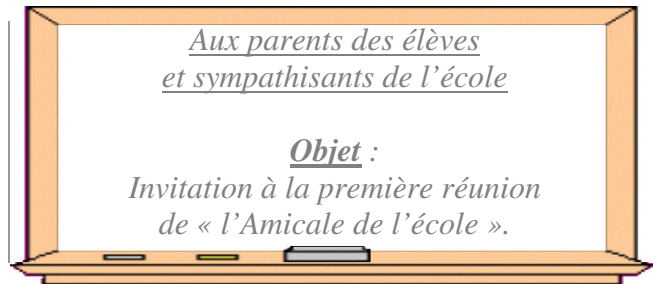 Aux parents des élèves
et sympathisants de l’école
Objet :
Invitation à la première réunion
de « l’Amicale de l’école ».